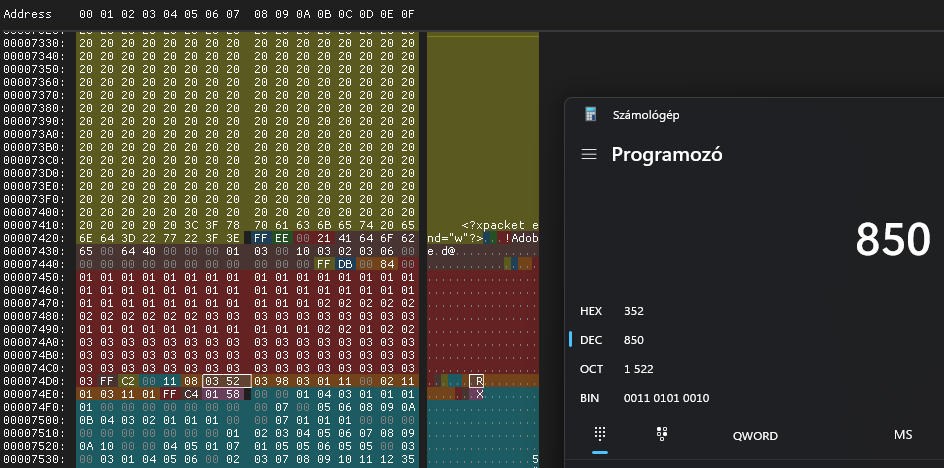 Address 00 01 02 03 04 05 06 07 08 09 0A 0B 0C 0D 0E 0F
00007330: 20 20 20 20 20 20 20 20 20 20 20 20 20 20 20 20
00007340: 20 20 20 20 20 20 20 20 20 20 20 20 20 20 20 20
00007350: 20 20 20 20 20 20 20 20 20 20 20 20 20 20 20 20
00007360: 20 20 20 20 20 20 20 20 20 20 20 20 20 20 20 20
00007370: 20 20 20 20 20 20 20 20 20 20 20 20 20 20 20 20
00007380: 20 20 20 20 20 20 20 20 20 20 20 20 20 20 20 20
00007390: 20 20 20 20 20 20 20 20 20 20 20 20 20 20 20 20
000073A0: 20 20 20 20 20 20 20 20 20 20 20 20 20 20 20 20
000073B0: 20 20 20 20 20 20 20 20 20 20 20 20 20 20 20 20
000073C0: 20 20 20 20 20 20 20 20 20 20 20 20 20 20 20 20
000073D0: 20 20 20 20 20 20 20 20 20 20 20 20 20 20 20 20
000073E0: 20 20 20 20 20 20 20 20 20 20 20 20 20 20 20 20
000073F0: 20 20 20 20 20 20 20 20 20 20 20 20 20 20 20 20
00007400: 20 20 20 20 20 20 20 20 20 20 20 20 20 20 20 20
00007410: 20 20 20 20 20 3C 3F 78 70 61 63 6B 65 74 20 65 <?xpacket e
00007420: 6E 64 3D 22 77 22 3F 3E FF EE 00 21 41 64 6F 62 nd="w"?>...!Adob
00007430: 65 00 64 40 00 00 00 01 03 00 10 03 02 03 06 00 e.d@............
00007440: 00 00 00 00 00 00 00 00 00 00 00 FF DB 00 84 00 ................
00007450: 01 01 01 01 01 01 01 01 01 01 01 01 01 01 01 01 ................
00007460: 01 01 01 01 01 01 01 01 01 01 01 01 01 01 01 01 ................
00007470: 01 01 01 01 01 01 01 01 01 01 01 02 02 02 02 02 ................
00007480: 02 02 02 02 02 02 03 03 03 03 03 03 03 03 03 03 ................
00007490: 01 01 01 01 01 01 01 01 01 01 01 02 02 01 02 02 ................
000074A0: 03 03 03 03 03 03 03 03 03 03 03 03 03 03 03 03 ................
000074B0: 03 03 03 03 03 03 03 03 03 03 03 03 03 03 03 03 ................
000074C0: 03 03 03 03 03 03 03 03 03 03 03 03 03 03 03 03 ................
000074D0: 03 FF C2 00 11 08 03 52 03 98 03 01 11 00 02 11 .......R........
000074E0: 01 03 11 01 FF C4 01 58 00 00 01 04 03 01 01 01 .......X........
000074F0: 01 00 00 00 00 00 00 00 00 07 00 05 06 08 09 0A ................
00007500: 0B 04 03 02 01 01 01 00 00 07 01 01 01 00 00 00 ................
00007510: 00 00 00 00 00 00 00 01 02 03 04 05 06 07 08 09 ................
00007520: 0A 10 00 00 04 05 01 07 01 05 05 06 05 05 00 03 ................
00007530: 00 03 01 04 05 06 00 02 03 07 08 09 10 11 12 35 ...............5
Számológép
Programozó
850
HEX 352
DEC 850
OCT 1 522
BIN 0011 0101 0010
QWORD MS